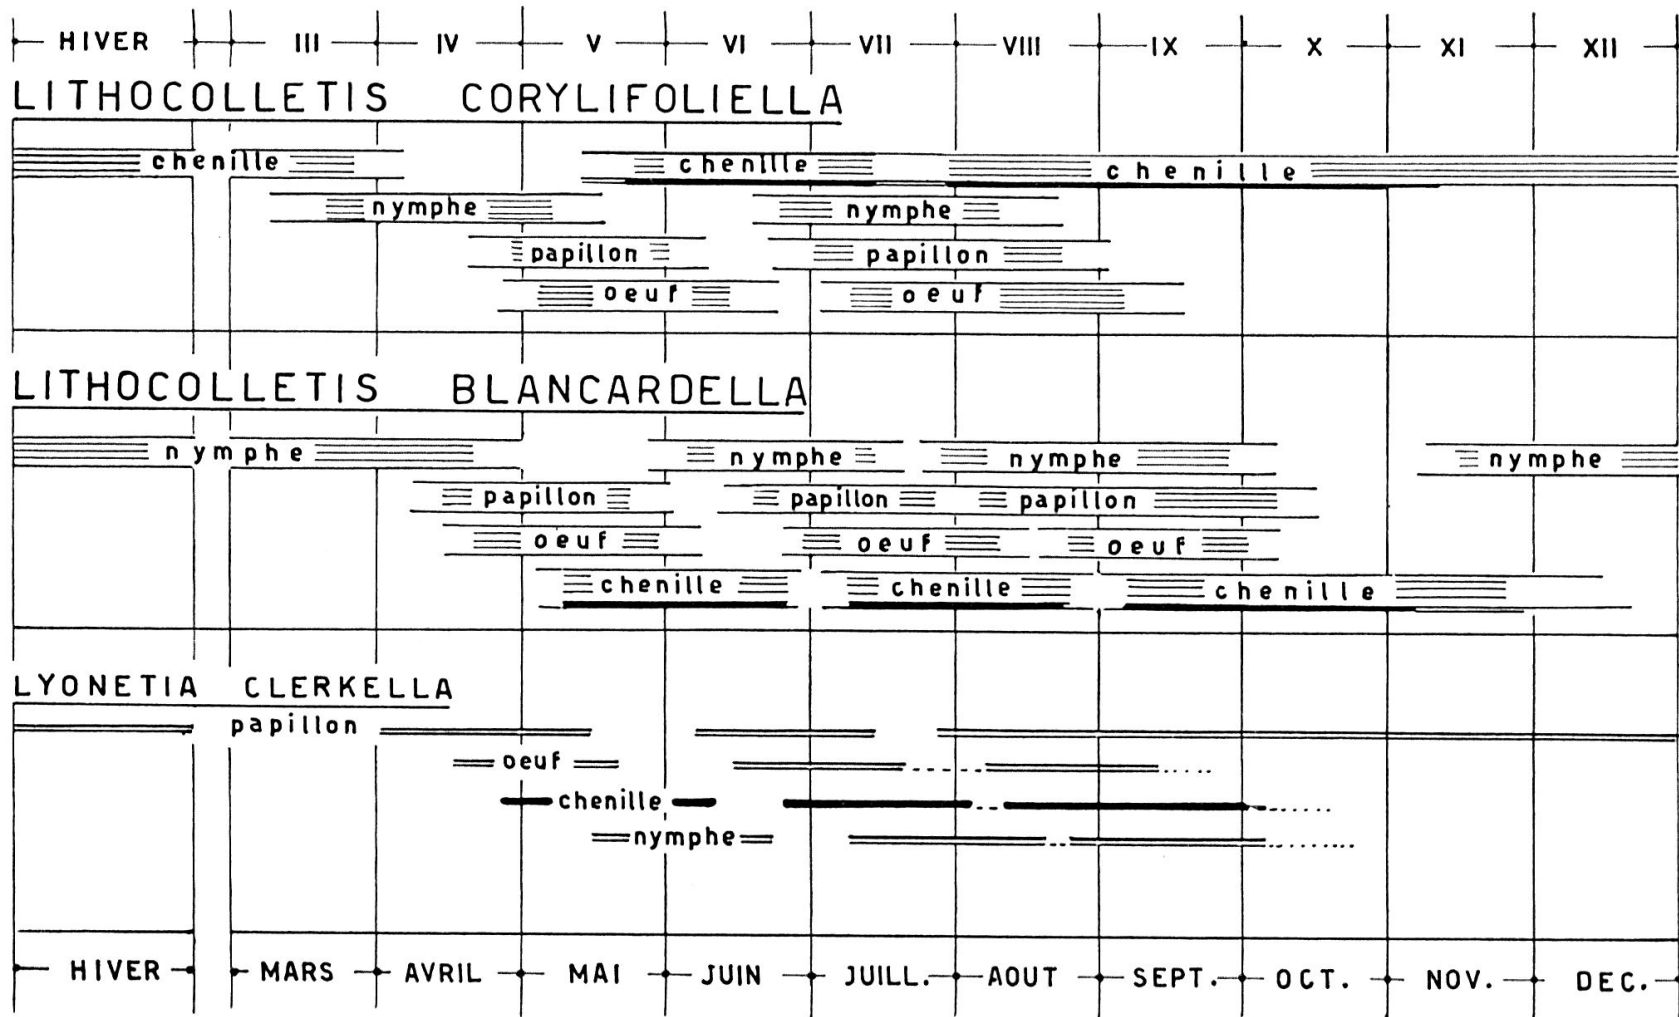 HIVER III IV V VI VII VIII IX X XI XII
LITHOCOLLETIS CORYLIFOLIELLA
chenille chenille chenille
nymphe nymphe
papillon papillon
oeuf oeuf
LITHOCOLLETIS BLANCARDELLA
nymphe nymphe nymphe nymphe
papillon papillon papillon
oeuf oeuf oeuf
chenille chenille chenille
LYONETIA CLERKELLA
papillon
oeuf
chenille
nymphe
HIVER MARS AVRIL MAI JUIN JUILL. AOUT SEPT. OCT. NOV. DEC.